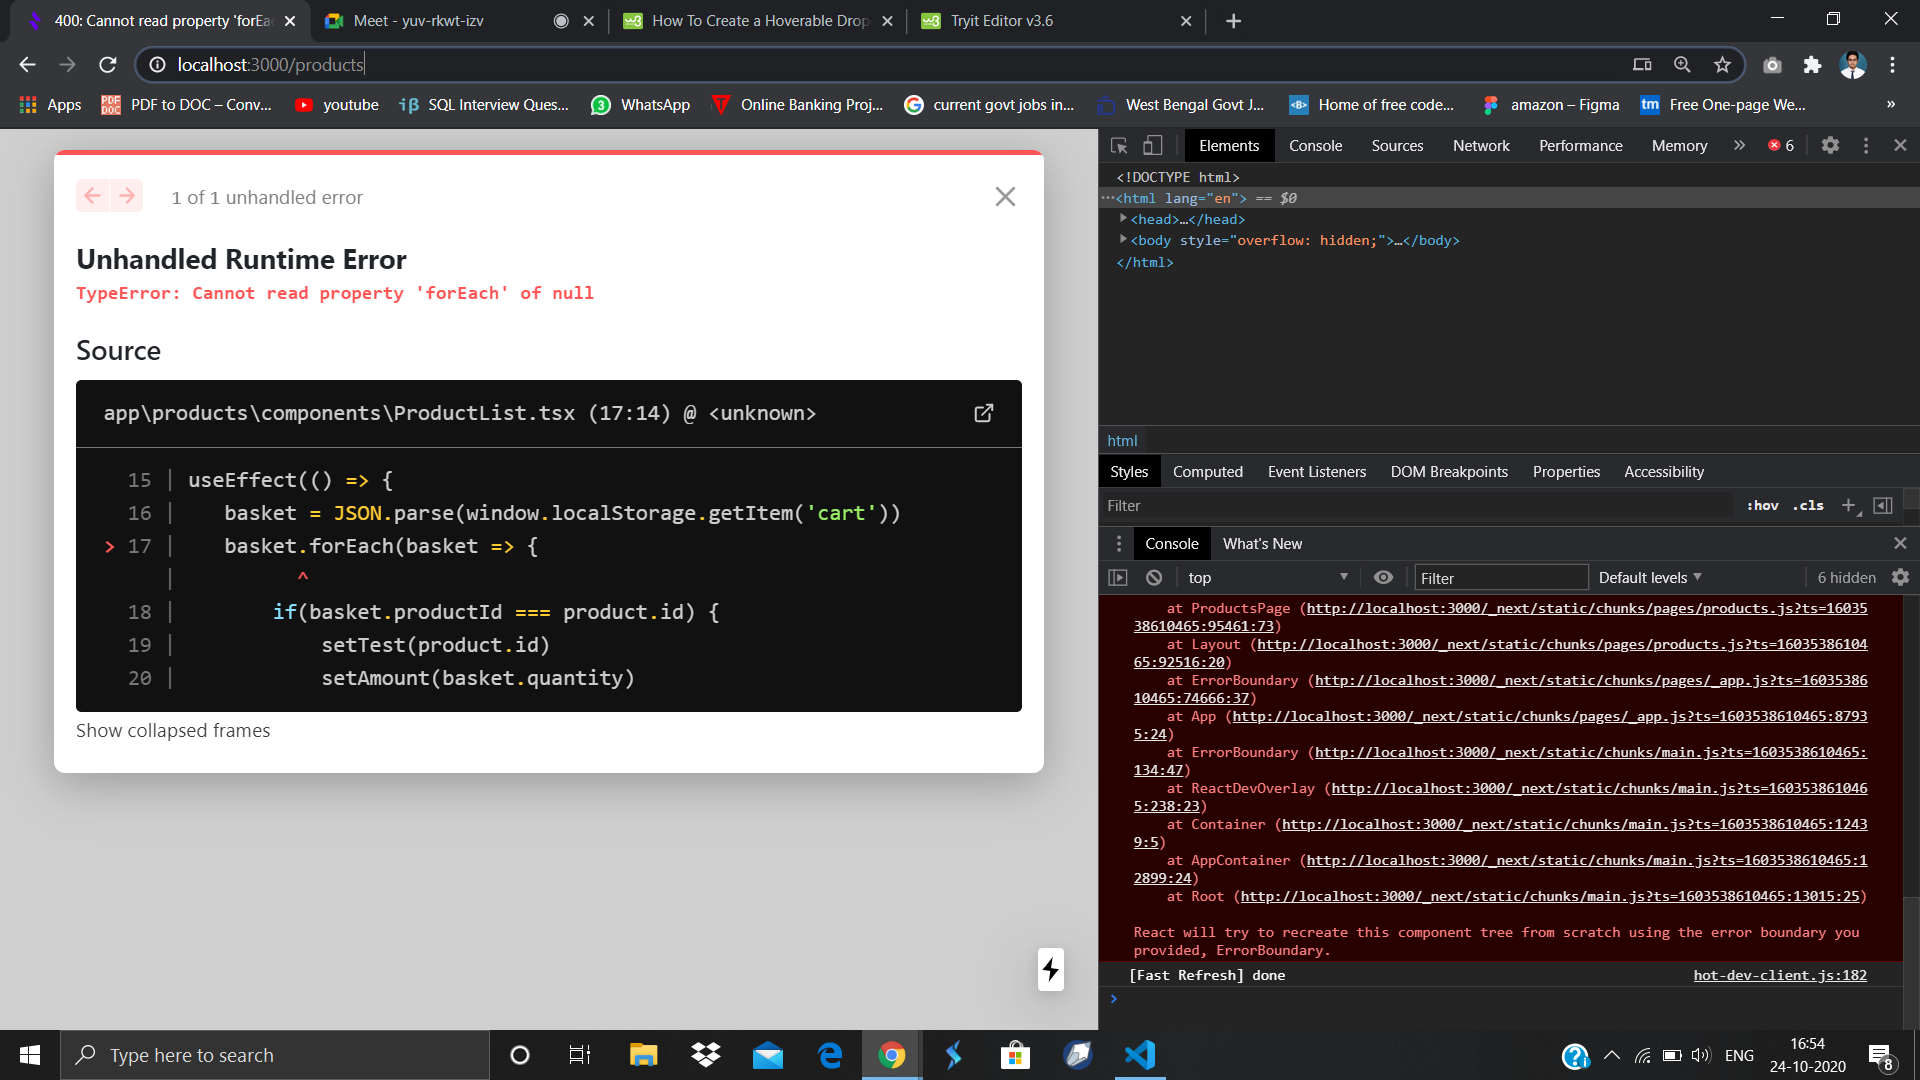 400: Cannot read property 'forEa
Meet - yuv-rkwt-izv
How To Create a Hoverable Drop
Tryit Editor v3.6
localhost:3000/products
Apps
PDF to DOC – Conv...
youtube
SQL Interview Ques...
WhatsApp
Online Banking Proj...
current govt jobs in...
West Bengal Govt J...
Home of free code...
amazon – Figma
Free One-page We...
»
1 of 1 unhandled error
Unhandled Runtime Error
TypeError: Cannot read property 'forEach' of null
Source
app\products\components\ProductList.tsx (17:14) @ <unknown>
15 | useEffect(() => {
16 | basket = JSON.parse(window.localStorage.getItem('cart'))
> 17 | basket.forEach(basket => {
| ^
18 | if(basket.productId === product.id) {
19 | setTest(product.id)
20 | setAmount(basket.quantity)
Show collapsed frames
Elements Console Sources Network Performance Memory » 6
<!DOCTYPE html>
...<html lang="en"> == $0
<head>…</head>
<body style="overflow: hidden;">…</body>
</html>
html
Styles Computed Event Listeners DOM Breakpoints Properties Accessibility
Filter :hov .cls +
Console What's New
top Filter Default levels 6 hidden
at ProductsPage (http://localhost:3000/_next/static/chunks/pages/products.js?ts=16035
38610465:95461:73)
at Layout (http://localhost:3000/_next/static/chunks/pages/products.js?ts=16035386104
65:92516:20)
at ErrorBoundary (http://localhost:3000/_next/static/chunks/pages/_app.js?ts=16035386
10465:74666:37)
at App (http://localhost:3000/_next/static/chunks/pages/_app.js?ts=1603538610465:8793
5:24)
at ErrorBoundary (http://localhost:3000/_next/static/chunks/main.js?ts=1603538610465:
134:47)
at ReactDevOverlay (http://localhost:3000/_next/static/chunks/main.js?ts=160353861046
5:238:23)
at Container (http://localhost:3000/_next/static/chunks/main.js?ts=1603538610465:1243
9:5)
at AppContainer (http://localhost:3000/_next/static/chunks/main.js?ts=1603538610465:1
2899:24)
at Root (http://localhost:3000/_next/static/chunks/main.js?ts=1603538610465:13015:25)
React will try to recreate this component tree from scratch using the error boundary you
provided, ErrorBoundary.
[Fast Refresh] done hot-dev-client.js:182
>
Type here to search
ENG
16:54
24-10-2020
8